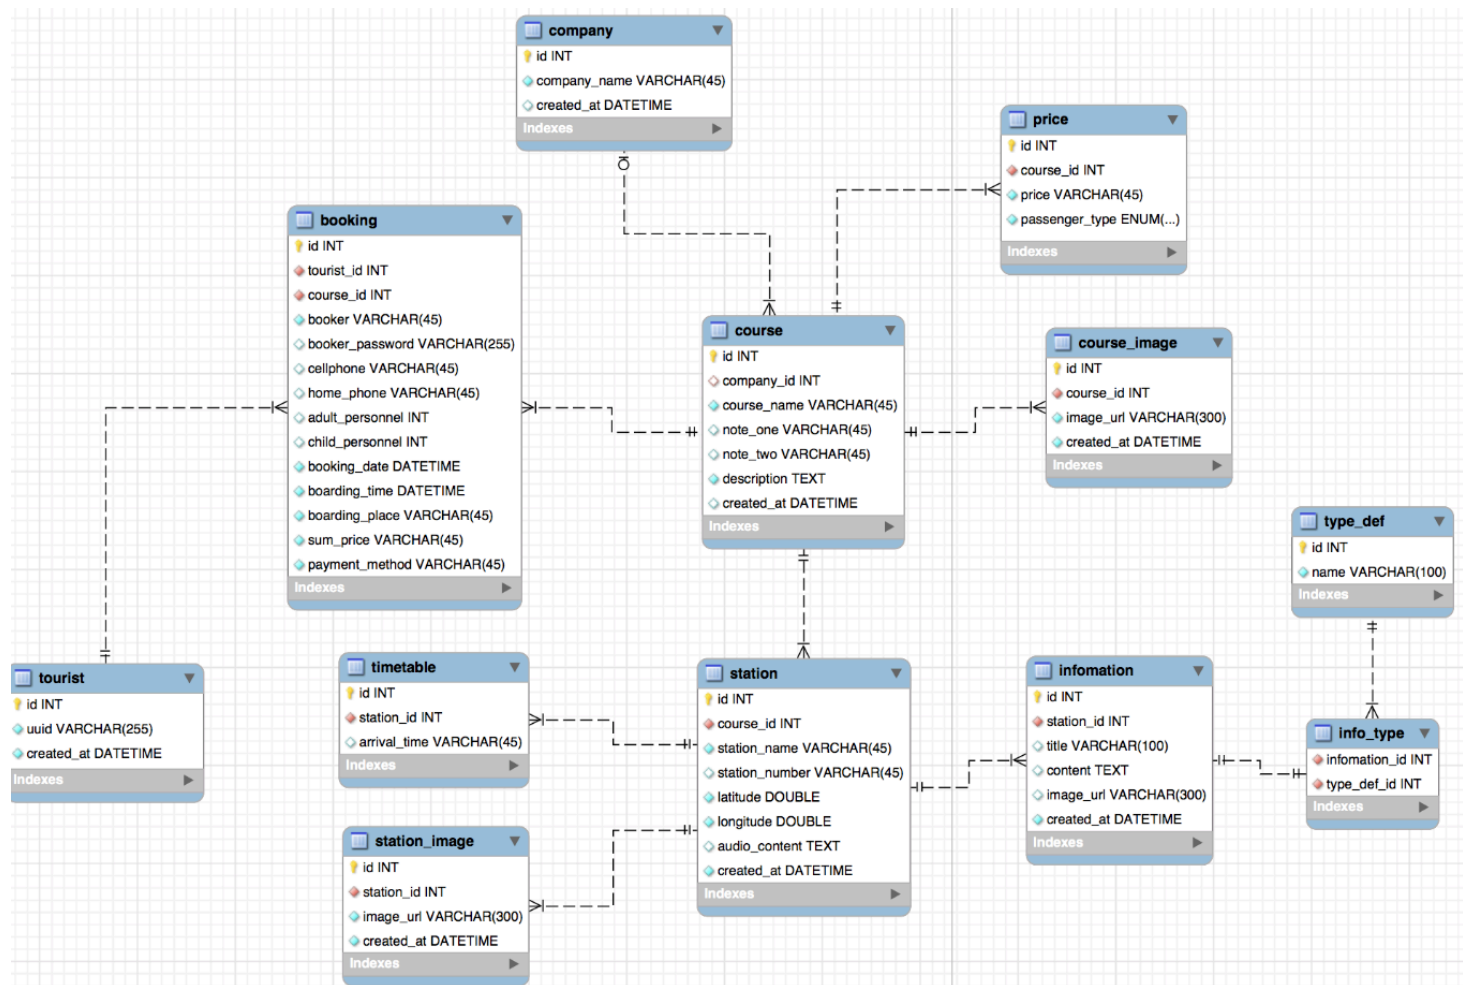 company
id INT
company_name VARCHAR(45)
created_at DATETIME
Indexes
price
id INT
course_id INT
price VARCHAR(45)
passenger_type ENUM(...)
Indexes
booking
id INT
tourist_id INT
course_id INT
booker VARCHAR(45)
booker_password VARCHAR(255)
cellphone VARCHAR(45)
home_phone VARCHAR(45)
adult_personnel INT
child_personnel INT
booking_date DATETIME
boarding_time DATETIME
boarding_place VARCHAR(45)
sum_price VARCHAR(45)
payment_method VARCHAR(45)
Indexes
course
id INT
company_id INT
course_name VARCHAR(45)
note_one VARCHAR(45)
note_two VARCHAR(45)
description TEXT
created_at DATETIME
Indexes
course_image
id INT
course_id INT
image_url VARCHAR(300)
created_at DATETIME
Indexes
type_def
id INT
name VARCHAR(100)
Indexes
tourist
id INT
uuid VARCHAR(255)
created_at DATETIME
Indexes
timetable
id INT
station_id INT
arrival_time VARCHAR(45)
Indexes
station
id INT
course_id INT
station_name VARCHAR(45)
station_number VARCHAR(45)
latitude DOUBLE
longitude DOUBLE
audio_content TEXT
created_at DATETIME
Indexes
infomation
id INT
station_id INT
title VARCHAR(100)
content TEXT
image_url VARCHAR(300)
created_at DATETIME
Indexes
info_type
infomation_id INT
type_def_id INT
Indexes
station_image
id INT
station_id INT
image_url VARCHAR(300)
created_at DATETIME
Indexes